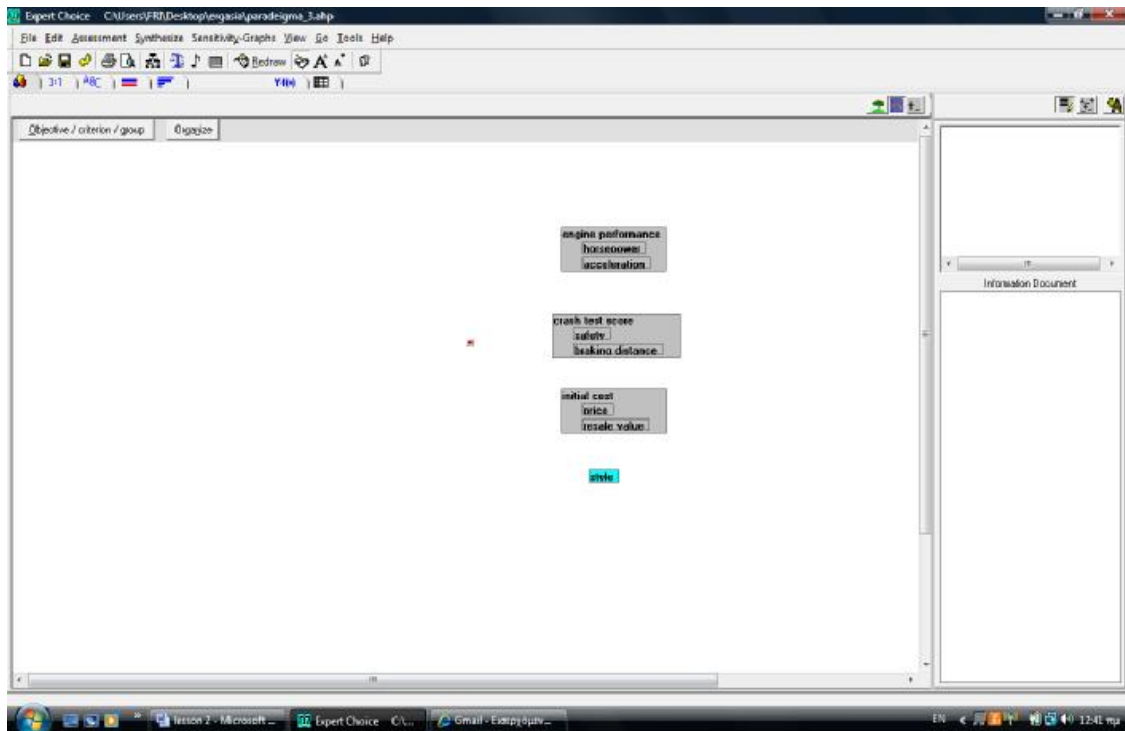 Expert Choice C:\Users\FRI\Desktop\ergasia\paradeigma_3.ahp
File Edit Assessment Synthesize Sensitivity-Graphs View Go Tools Help
Redraw
3:1 ABC
Objective / criterion / group Organize
engine performance
horsepower
acceleration
Information Document
crash test score
safety
braking distance
initial cost
price
resale value
style
lesson 2 - Microsoft ... Expert Choice C:\... Gmail - Εισερχόμεν...
EN 12:41 πμ